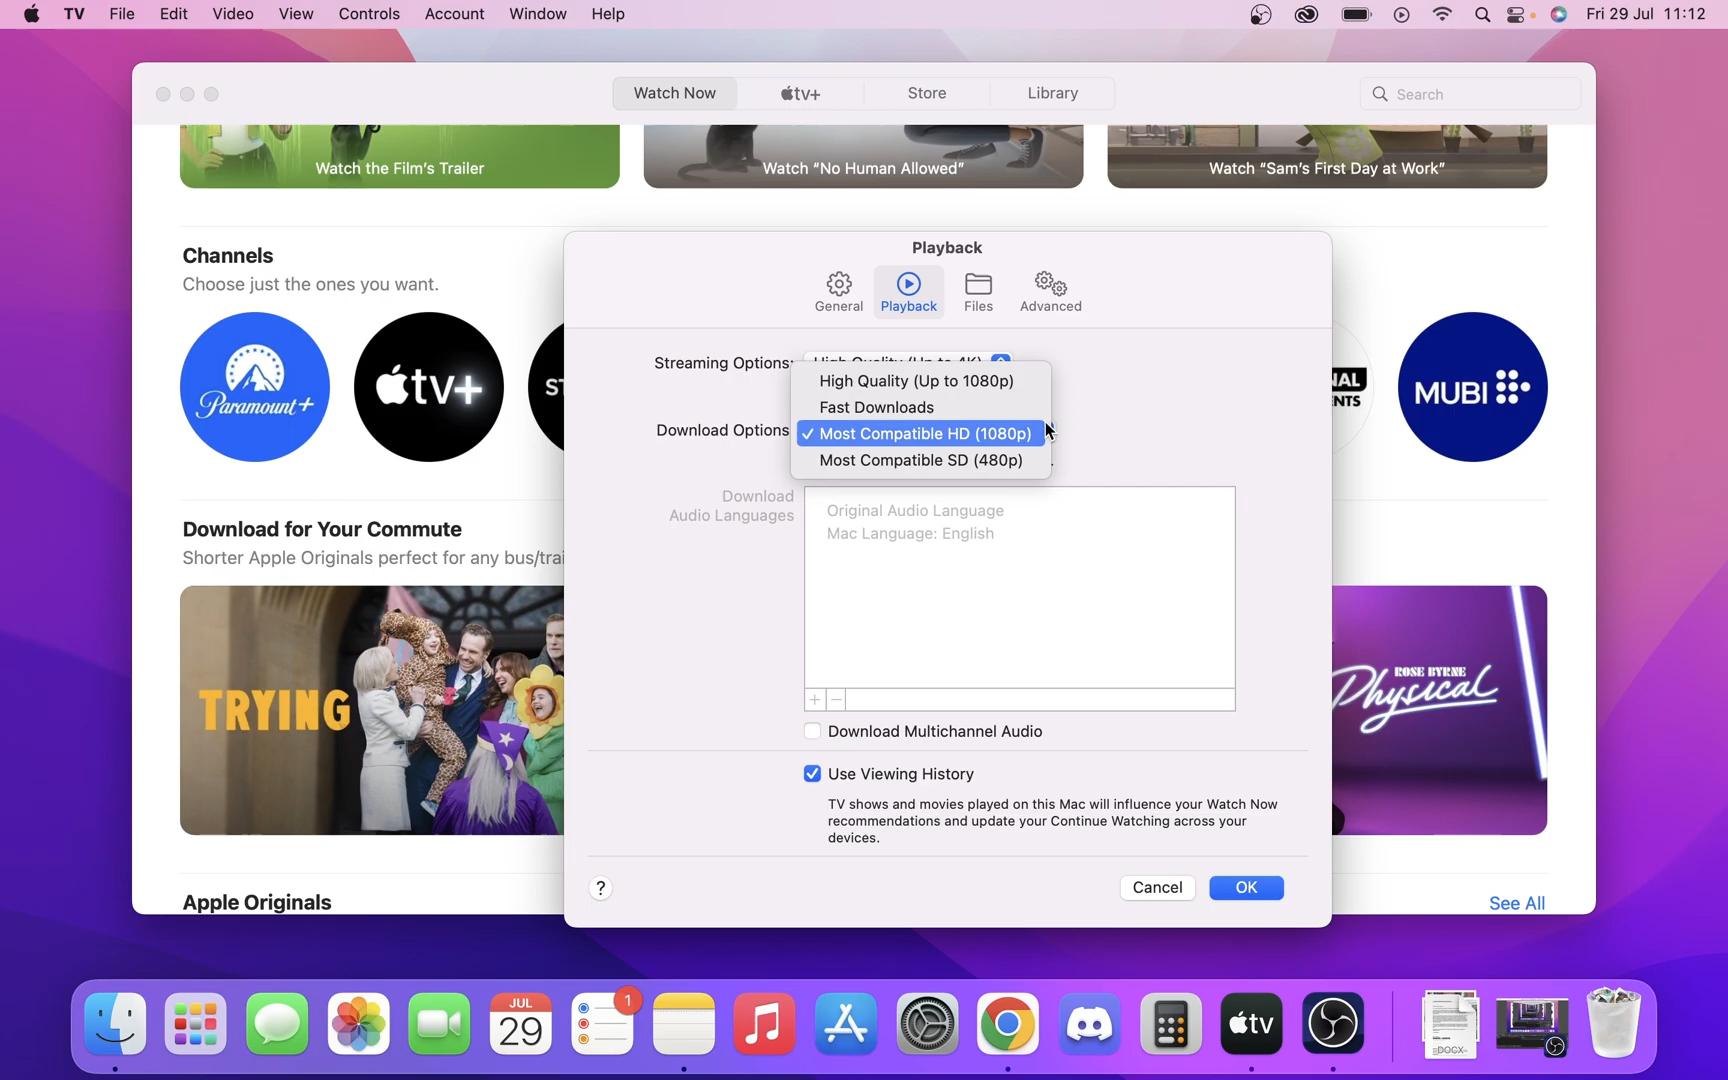 TV File Edit Video View Controls Account Window Help Fri 29 Jul 11:12
Watch Now tv+ Store Library Search
Watch the Film's Trailer Watch “No Human Allowed” Watch “Sam's First Day at Work”
Channels
Choose just the ones you want.
Paramount+
tv+
ST
MUBI
Download for Your Commute
Shorter Apple Originals perfect for any bus/trai
TRYING
ROSE BYRNE
Physical
Apple Originals
See All
Playback
General Playback Files Advanced
Streaming Options:
High Quality (Up to 1080p)
Fast Downloads
Download Options
✓ Most Compatible HD (1080p)
Most Compatible SD (480p)
Download
Audio Languages
Original Audio Language
Mac Language: English
+ −
Download Multichannel Audio
Use Viewing History
TV shows and movies played on this Mac will influence your Watch Now
recommendations and update your Continue Watching across your
devices.
? Cancel OK
JUL
29
1
tv
DOCX